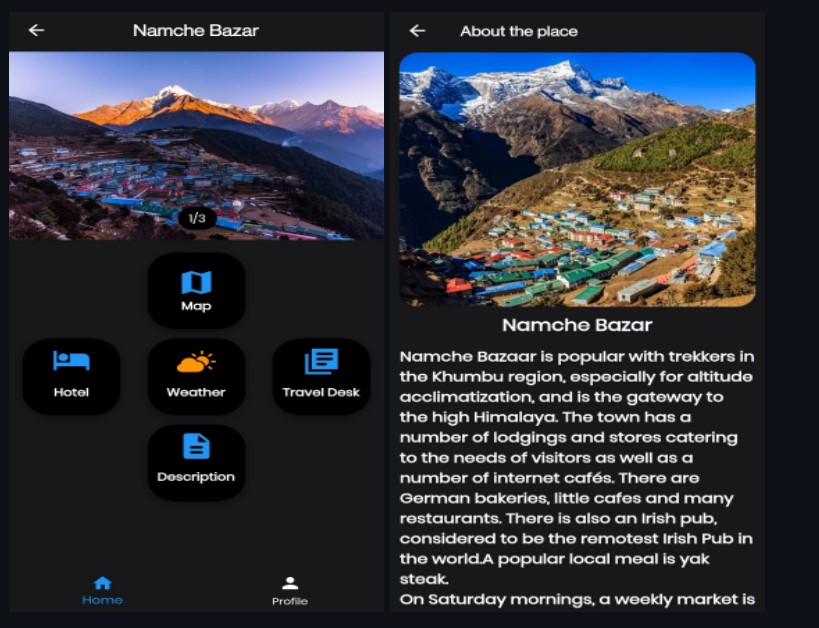 Namche Bazar
1/3
Map
Hotel
Weather
Travel Desk
Description
Home
Profile
About the place
Namche Bazar
Namche Bazaar is popular with trekkers in
the Khumbu region, especially for altitude
acclimatization, and is the gateway to
the high Himalaya. The town has a
number of lodgings and stores catering
to the needs of visitors as well as a
number of internet cafés. There are
German bakeries, little cafes and many
restaurants. There is also an Irish pub,
considered to be the remotest Irish Pub in
the world.A popular local meal is yak
steak.
On Saturday mornings, a weekly market is